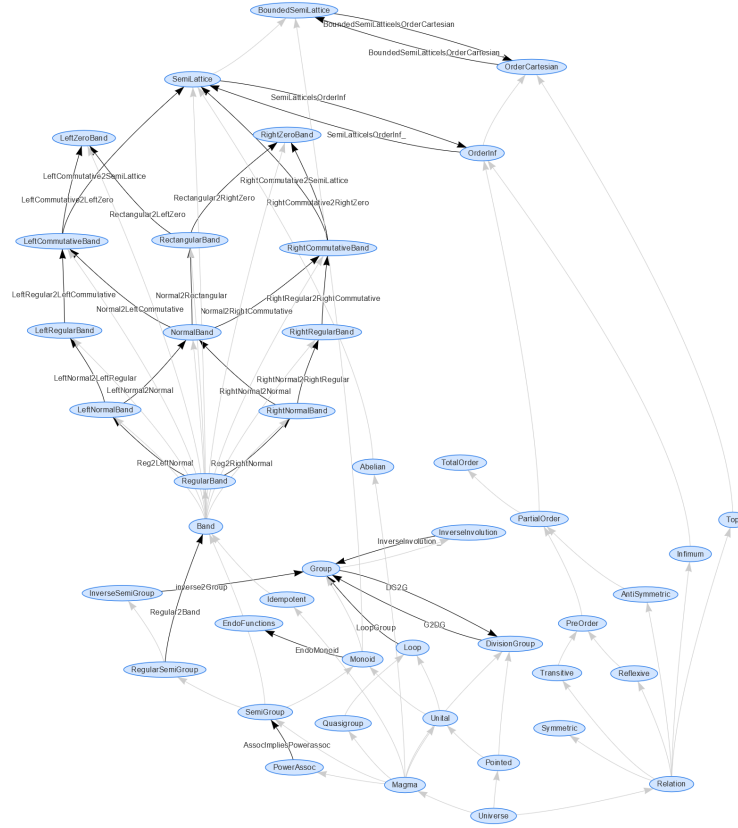 BoundedSemiLattice
BoundedSemiLatticeIsOrderCartesian
BoundedSemiLatticeIsOrderCartesian_
OrderCartesian
SemiLattice
SemiLatticeIsOrderInf
LeftZeroBand
RightZeroBand
SemiLatticeIsOrderInf_
OrderInf
LeftCommutative2SemiLattice
RightCommutative2SemiLattice
LeftCommutative2LeftZero
Rectangular2RightZero
RightCommutative2RightZero
Rectangular2LeftZero
LeftCommutativeBand
RectangularBand
RightCommutativeBand
LeftRegular2LeftCommutative
Normal2Rectangular
RightRegular2RightCommutative
Normal2LeftCommutative
Normal2RightCommutative
LeftRegularBand
NormalBand
RightRegularBand
LeftNormal2LeftRegular
LeftNormal2Normal
RightNormal2RightRegular
RightNormal2Normal
LeftNormalBand
RightNormalBand
Reg2LeftNormal
Reg2RightNormal
Abelian
TotalOrder
RegularBand
PartialOrder
Top
Band
InverseInvolution
InverseInvolution_
Infimum
Group
inverse2Group
DG2G
InverseSemiGroup
Idempotent
AntiSymmetric
Regular2Band
EndoFunctions
LoopGroup
G2DG
PreOrder
EndoMonoid
Loop
DivisionGroup
RegularSemiGroup
Monoid
Transitive
Reflexive
SemiGroup
Quasigroup
Unital
Symmetric
AssocImpliesPowerassoc
PowerAssoc
Pointed
Magma
Relation
Universe